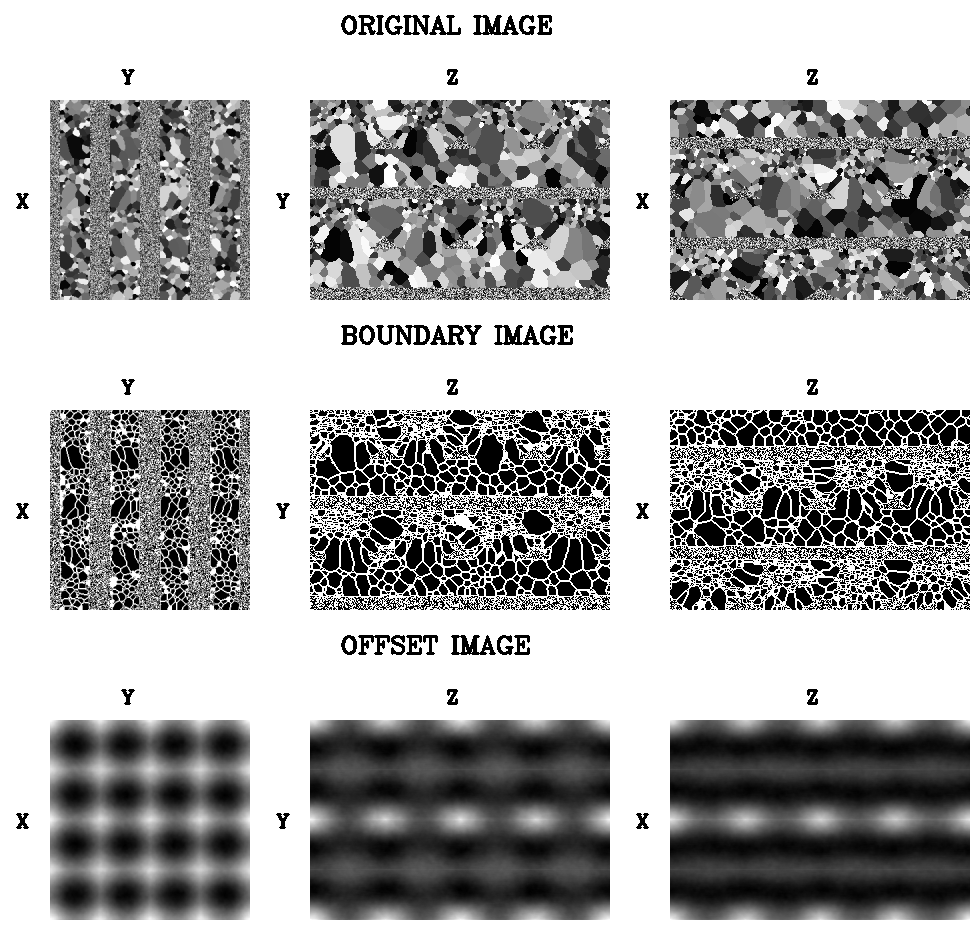 ORIGINAL IMAGE
Y Z Z
X Y X
BOUNDARY IMAGE
Y Z Z
X Y X
OFFSET IMAGE
Y Z Z
X Y X